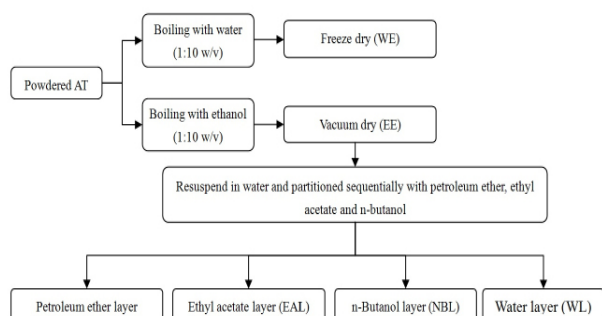 Boiling with water
(1:10 w/v)
Freeze dry (WE)
Powdered AT
Boiling with ethanol
(1:10 w/v)
Vacuum dry (EE)
Resuspend in water and partitioned sequentially with petroleum ether, ethyl
acetate and n-butanol
Petroleum ether layer
Ethyl acetate layer (EAL)
n-Butanol layer (NBL)
Water layer (WL)